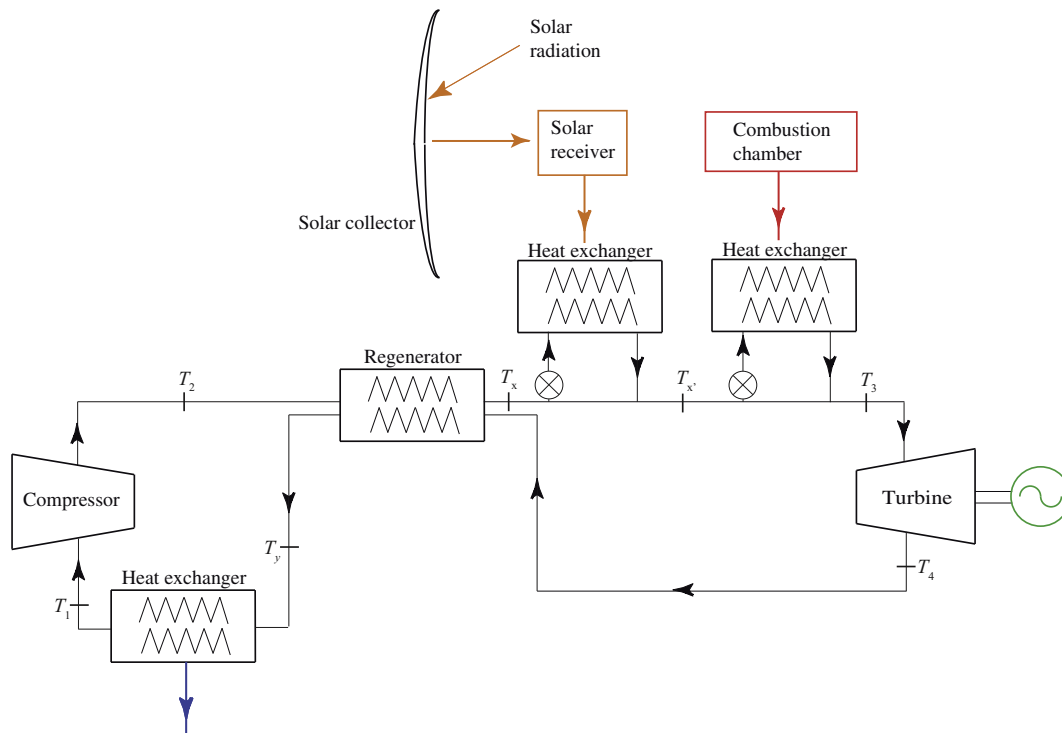 Solar
radiation
Solar
receiver
Combustion
chamber
Solar collector
Heat exchanger
Heat exchanger
Regenerator
T2
Tx
Tx'
T3
Compressor
Turbine
Ty
T4
Heat exchanger
T1